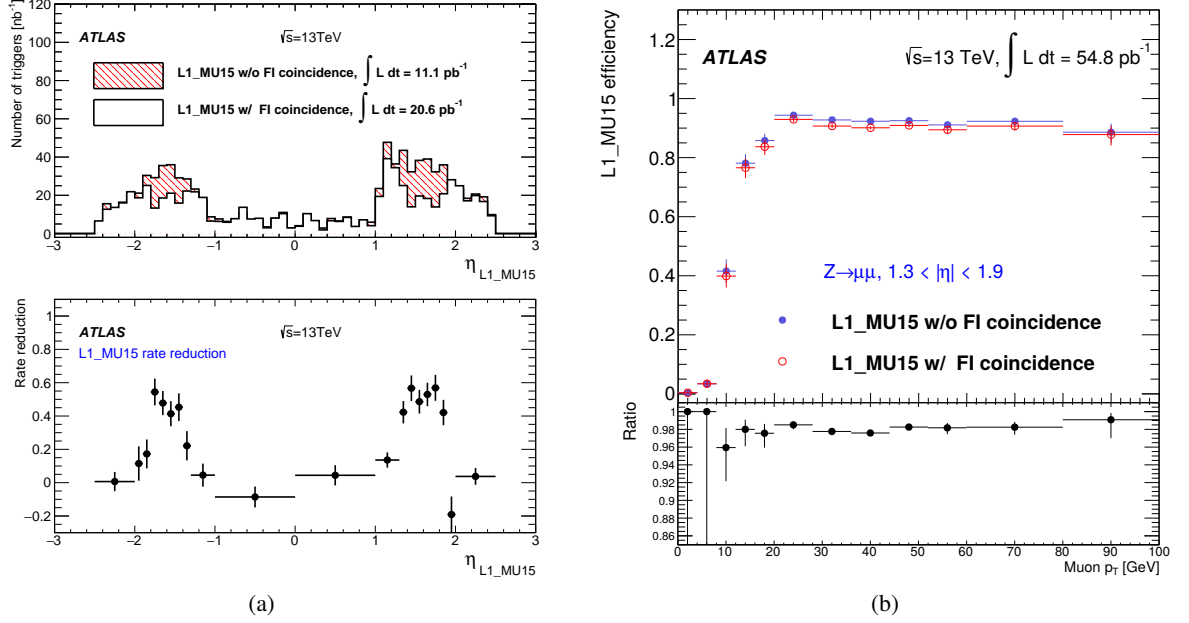 Number of triggers [nb⁻¹]
120
100
80
60
40
20
0
ATLAS
√s=13TeV
L1_MU15 w/o FI coincidence, ∫ L dt = 11.1 pb⁻¹
L1_MU15 w/ FI coincidence, ∫ L dt = 20.6 pb⁻¹
−3 −2 −1 0 1 2 3
η L1_MU15
Rate reduction
1
0.8
0.6
0.4
0.2
0
−0.2
ATLAS
√s=13TeV
L1_MU15 rate reduction
−3 −2 −1 0 1 2 3
η L1_MU15
(a)
L1_MU15 efficiency
1.2
1
0.8
0.6
0.4
0.2
0
ATLAS
√s=13 TeV, ∫ L dt = 54.8 pb⁻¹
Z→μμ, 1.3 < |η| < 1.9
L1_MU15 w/o FI coincidence
L1_MU15 w/ FI coincidence
Ratio
1
0.98
0.96
0.94
0.92
0.9
0.88
0.86
0 10 20 30 40 50 60 70 80 90 100
Muon p_T [GeV]
(b)